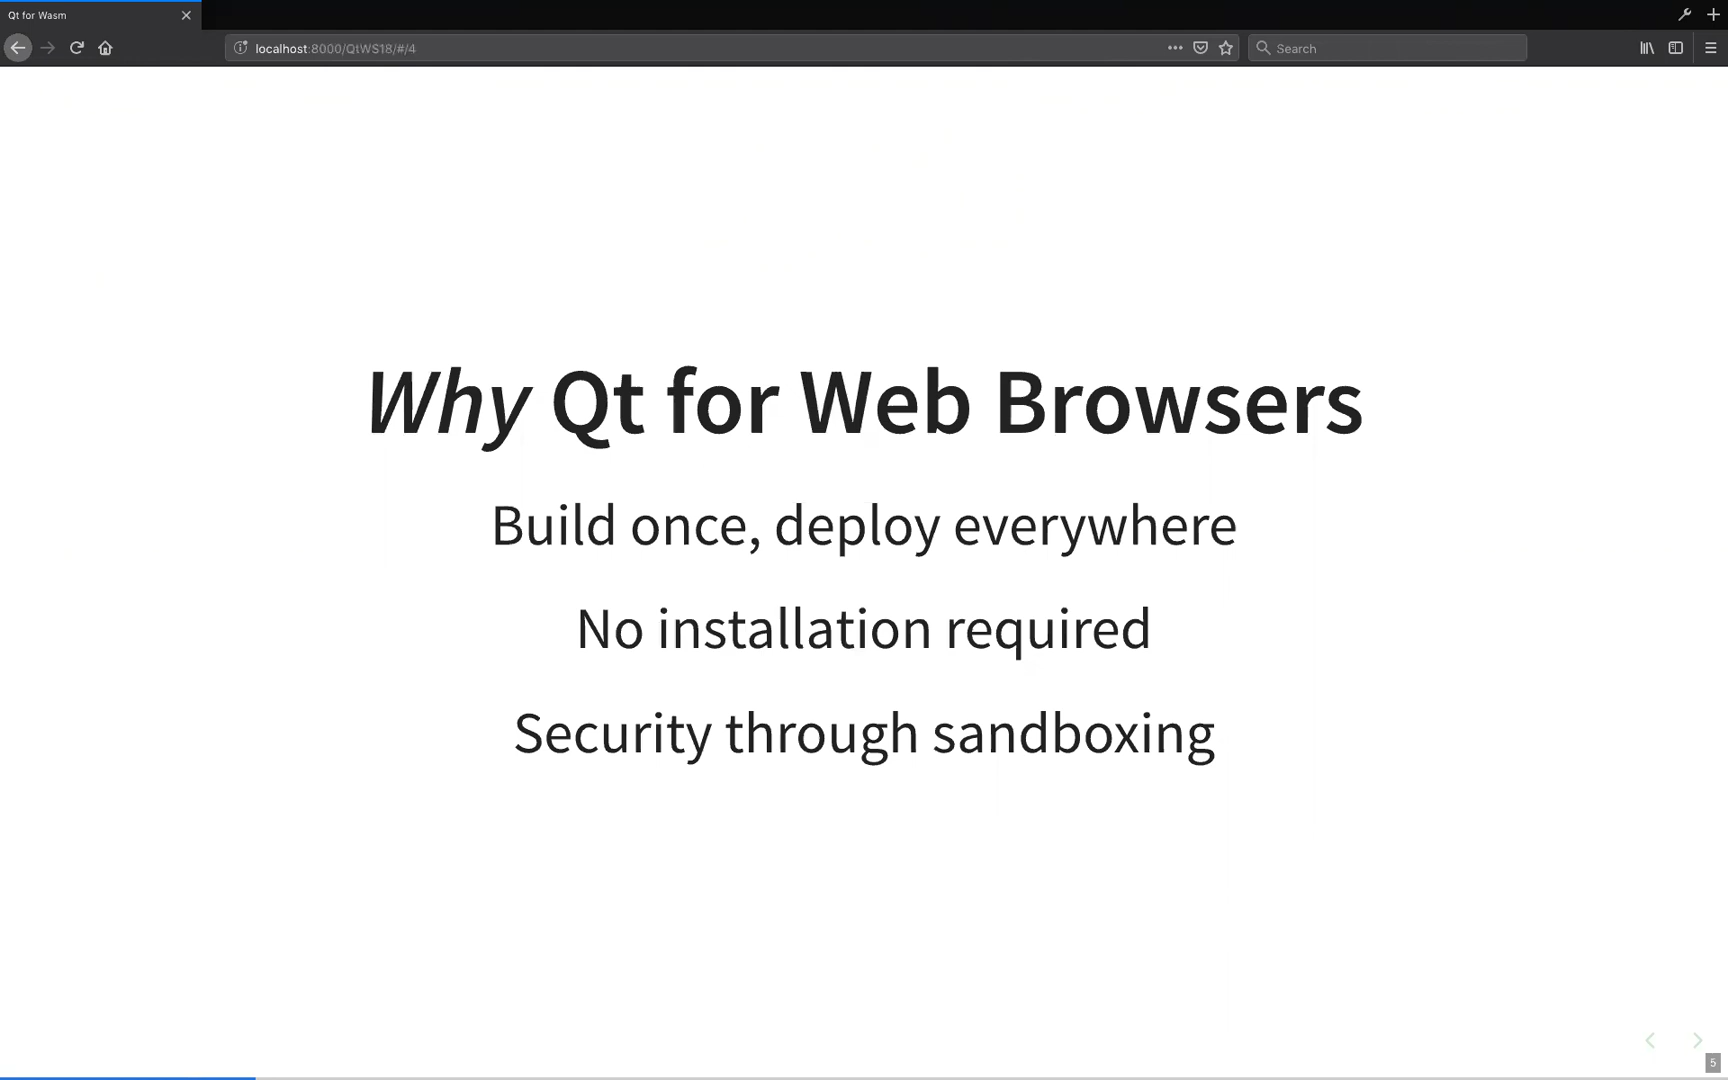 Qt for Wasm
localhost:8000/QtWS18/#/4
Search
Why Qt for Web Browsers
Build once, deploy everywhere
No installation required
Security through sandboxing
5